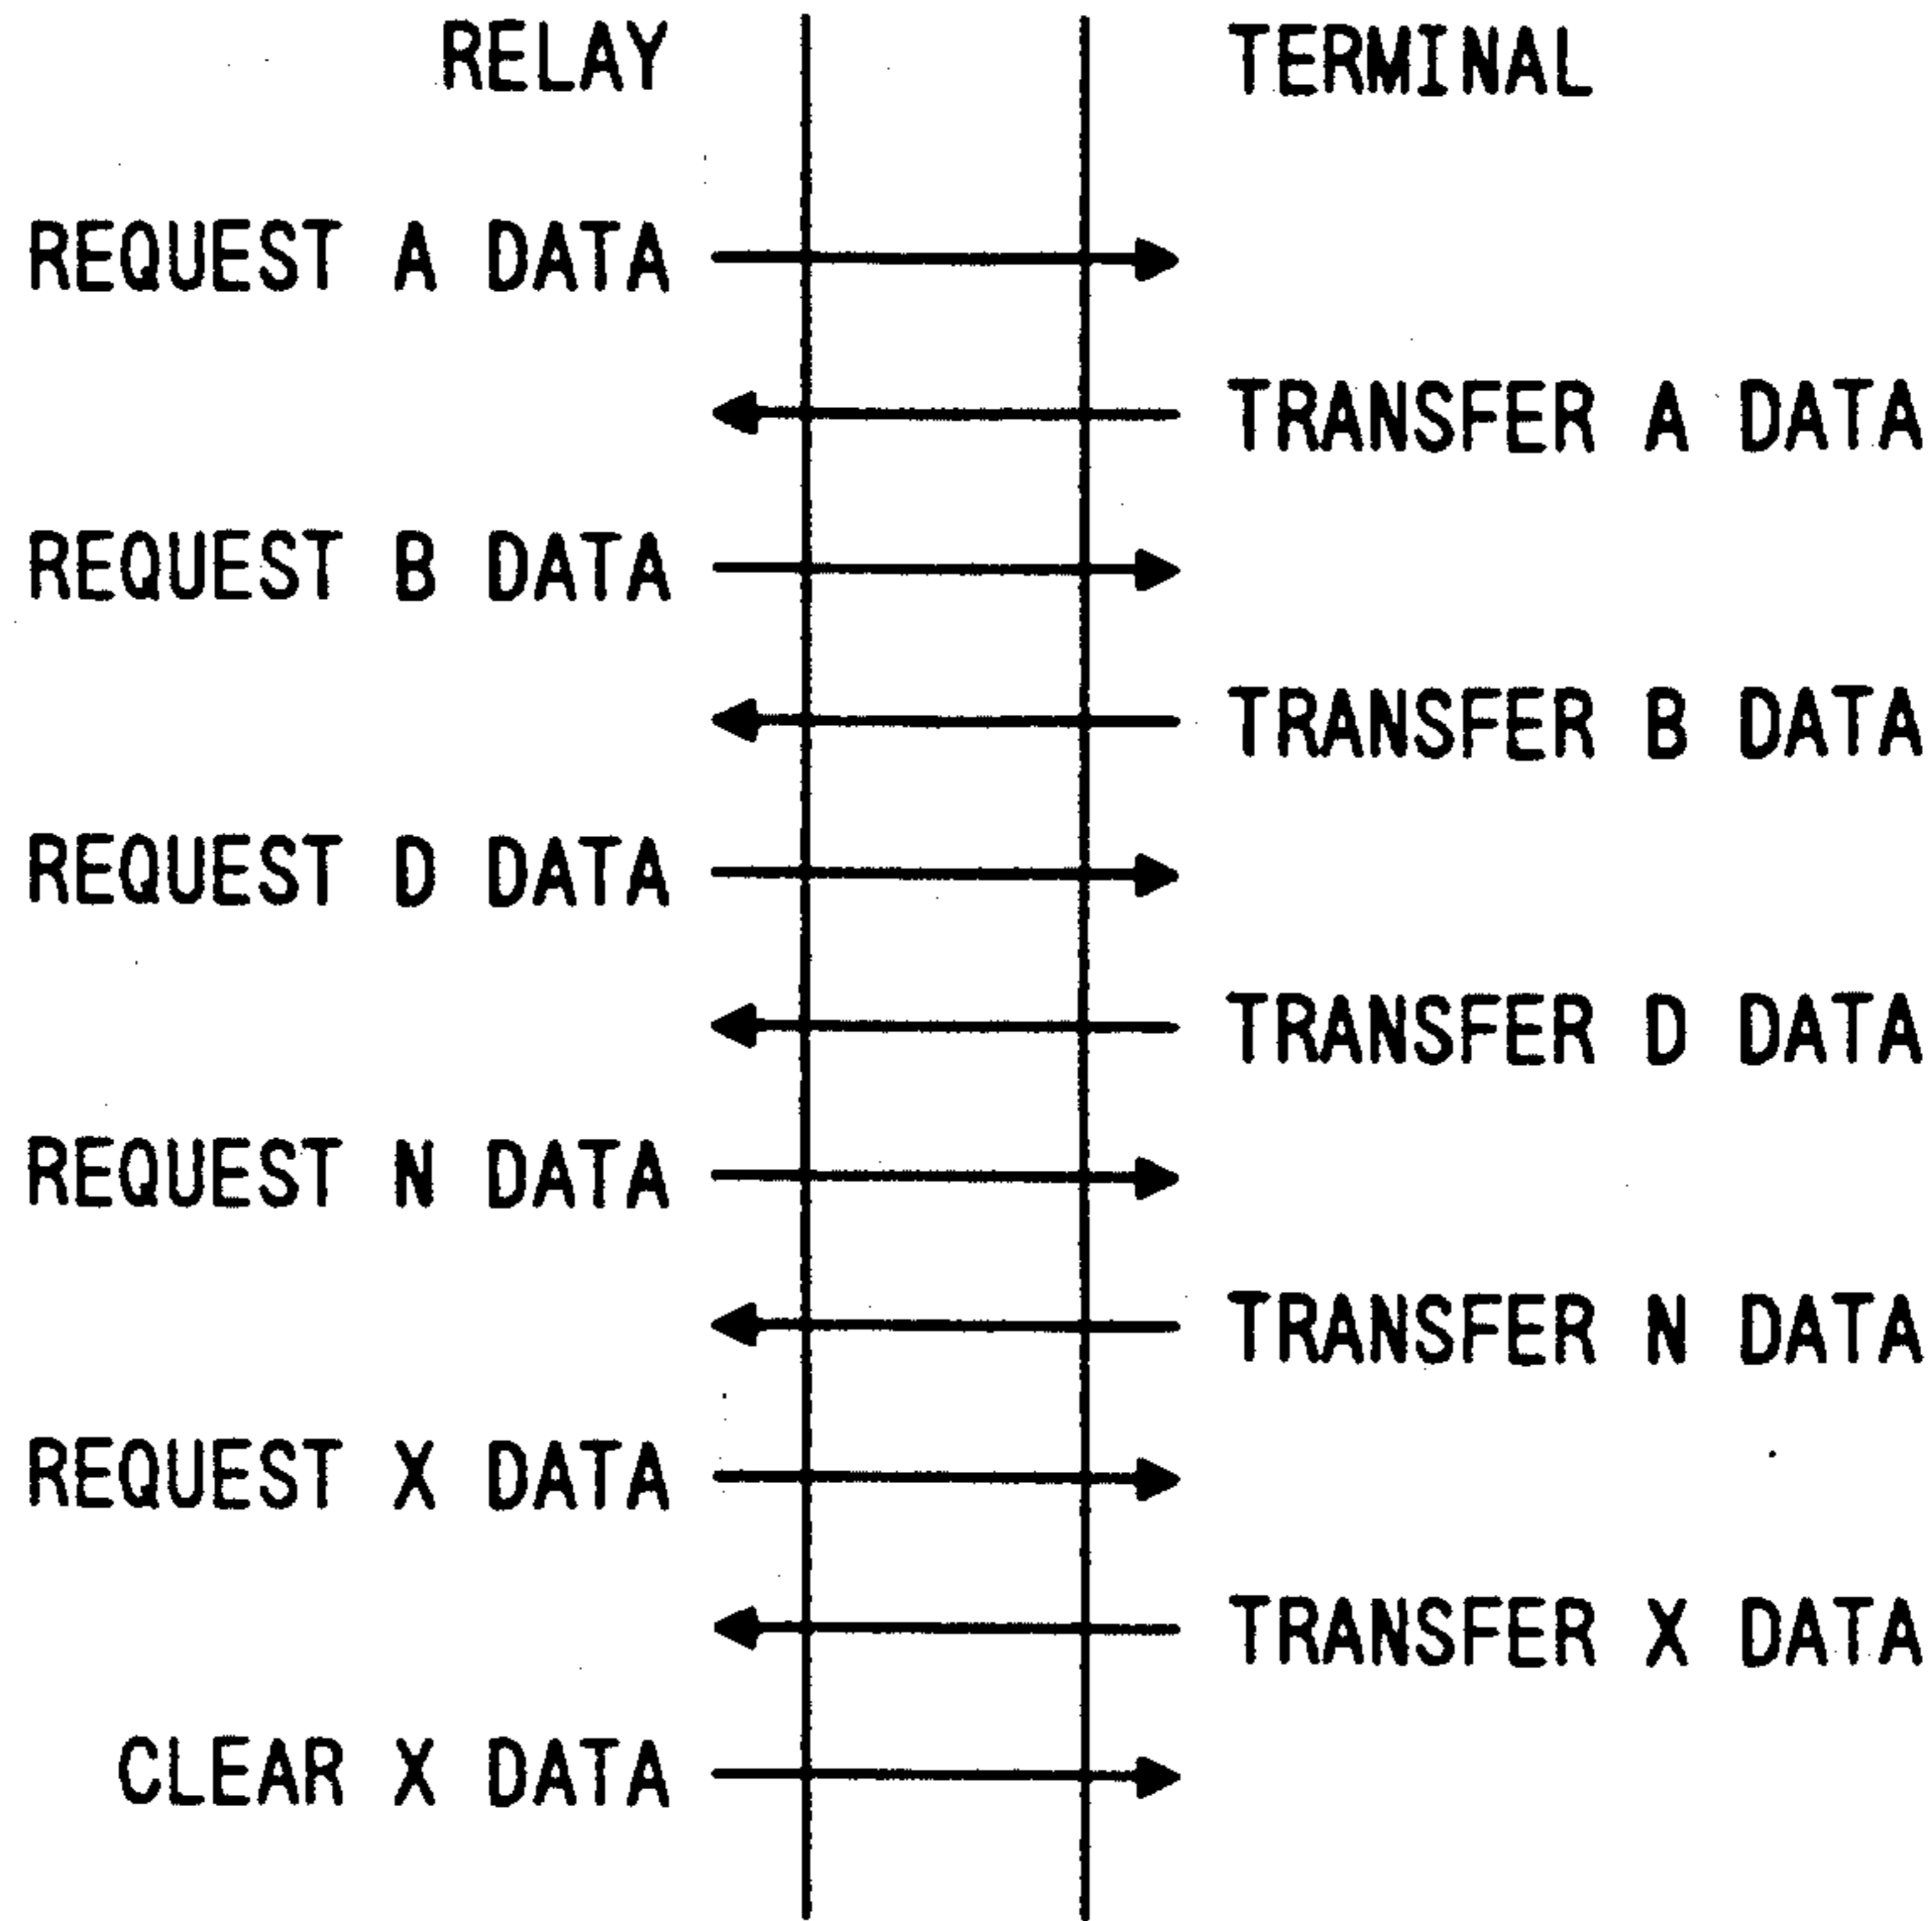 RELAY TERMINAL
REQUEST A DATA
TRANSFER A DATA
REQUEST B DATA
TRANSFER B DATA
REQUEST D DATA
TRANSFER D DATA
REQUEST N DATA
TRANSFER N DATA
REQUEST X DATA
TRANSFER X DATA
CLEAR X DATA